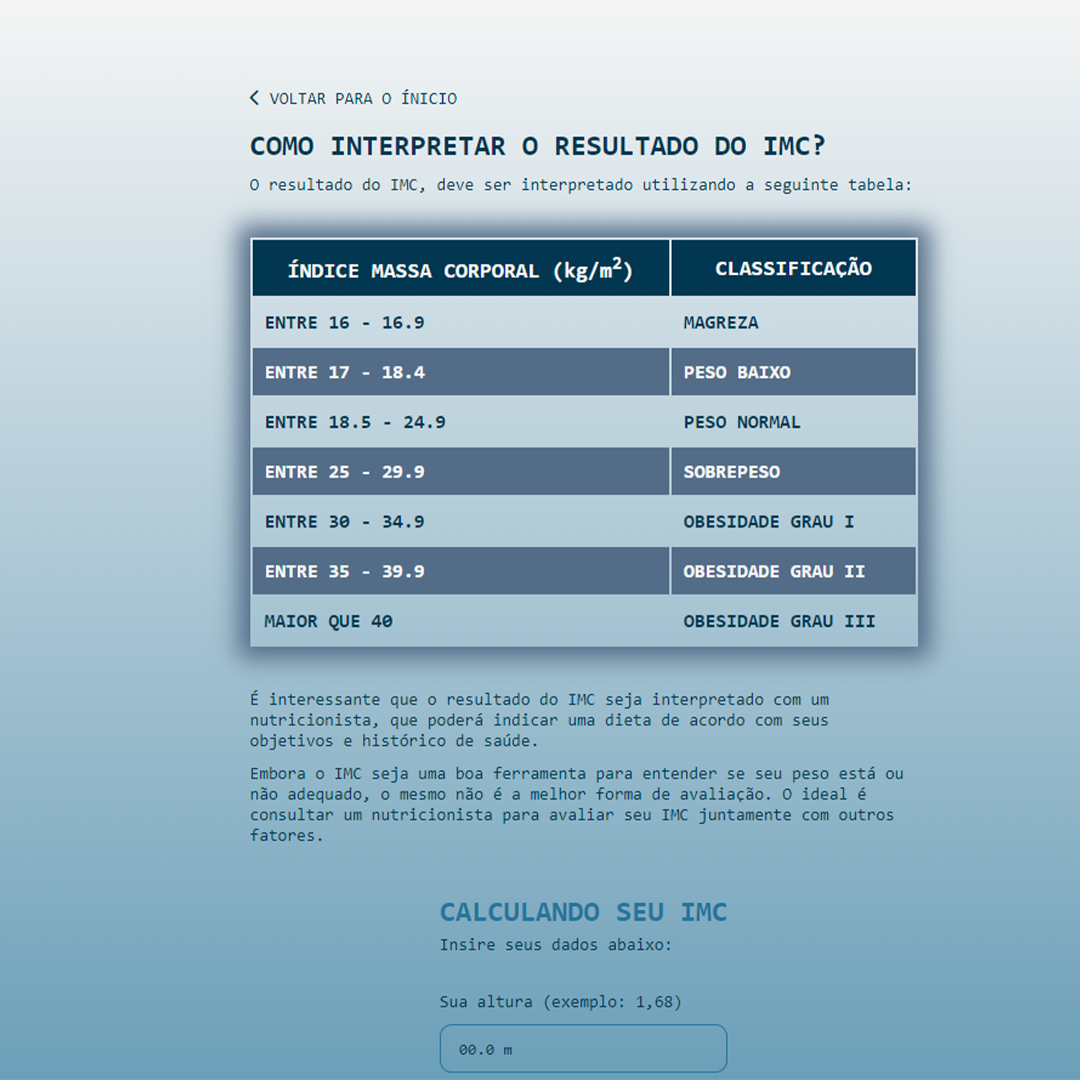 VOLTAR PARA O ÍNICIO
COMO INTERPRETAR O RESULTADO DO IMC?
O resultado do IMC, deve ser interpretado utilizando a seguinte tabela:
ÍNDICE MASSA CORPORAL (kg/m²) CLASSIFICAÇÃO
ENTRE 16 - 16.9 MAGREZA
ENTRE 17 - 18.4 PESO BAIXO
ENTRE 18.5 - 24.9 PESO NORMAL
ENTRE 25 - 29.9 SOBREPESO
ENTRE 30 - 34.9 OBESIDADE GRAU I
ENTRE 35 - 39.9 OBESIDADE GRAU II
MAIOR QUE 40 OBESIDADE GRAU III
É interessante que o resultado do IMC seja interpretado com um
nutricionista, que poderá indicar uma dieta de acordo com seus
objetivos e histórico de saúde.
Embora o IMC seja uma boa ferramenta para entender se seu peso está ou
não adequado, o mesmo não é a melhor forma de avaliação. O ideal é
consultar um nutricionista para avaliar seu IMC juntamente com outros
fatores.
CALCULANDO SEU IMC
Insire seus dados abaixo:
Sua altura (exemplo: 1,68)
00.0 m